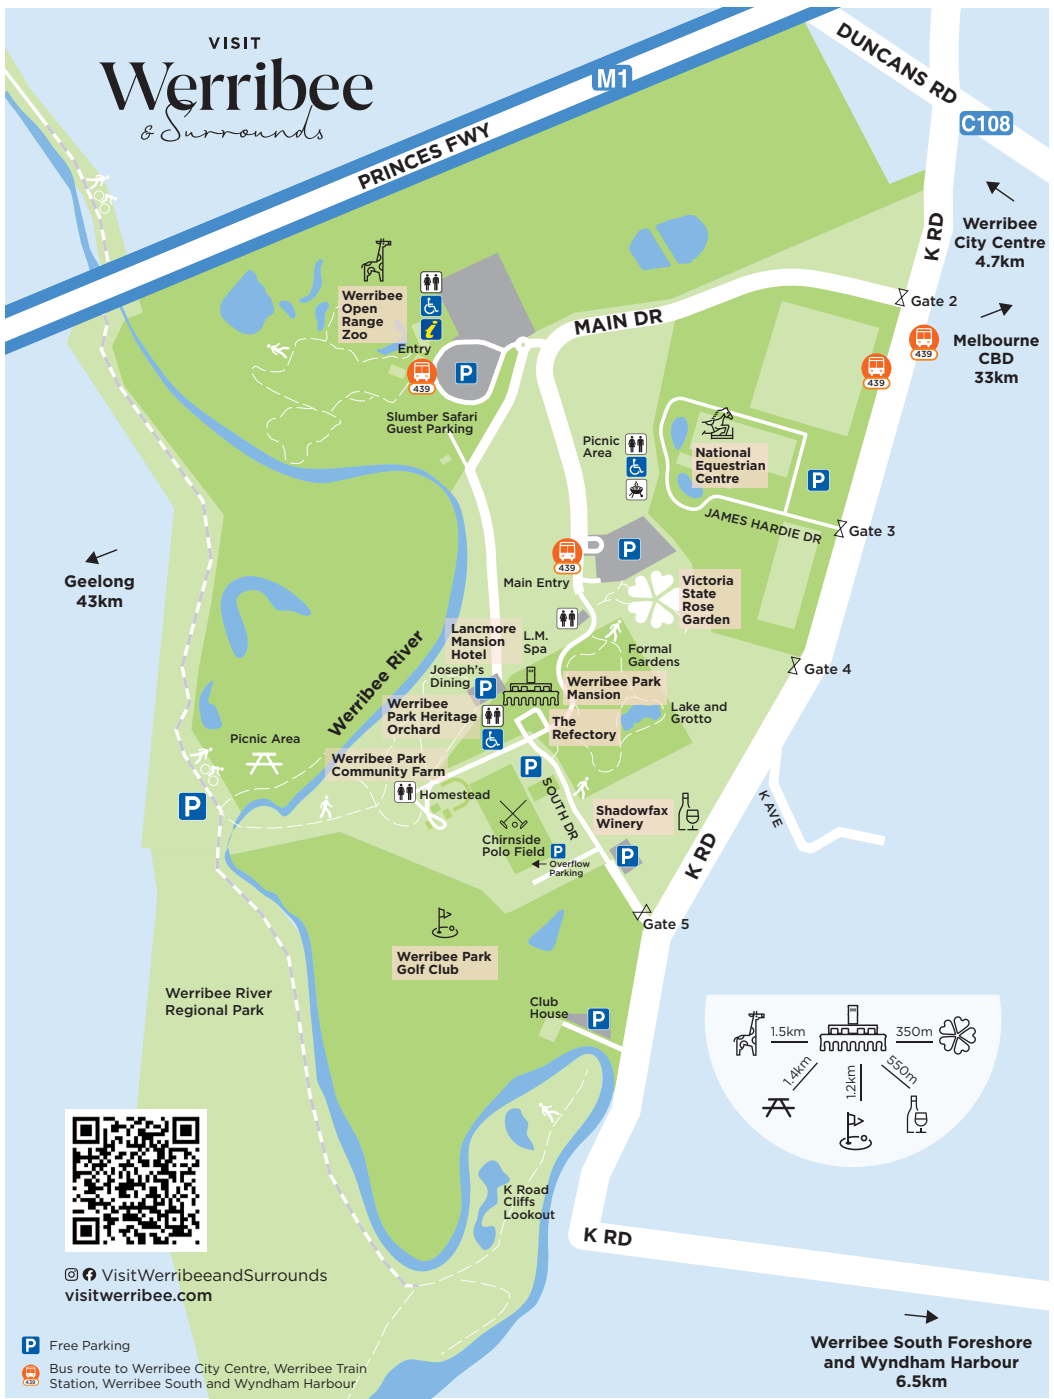 VISIT
Werribee
& Surrounds
M1
PRINCES FWY
DUNCANS RD
C108
K RD
Werribee
City Centre
4.7km
Gate 2
Melbourne
CBD
33km
439
439
MAIN DR
Werribee
Open
Range
Zoo
i
Entry
P
439
Slumber Safari
Guest Parking
Picnic
Area
National
Equestrian
Centre
P
JAMES HARDIE DR
Gate 3
Geelong
43km
439
P
Main Entry
Victoria
State
Rose
Garden
Lancmore
Mansion
Hotel
L.M.
Spa
Formal
Gardens
Gate 4
Joseph's
Dining
P
Werribee Park
Mansion
Werribee River
Werribee
Park Heritage
Orchard
The
Refectory
Lake and
Grotto
Picnic Area
Werribee Park
Community Farm
P
P
Homestead
SOUTH DR
Shadowfax
Winery
K AVE
Chirnside
Polo Field
P
Overflow
Parking
P
K RD
Gate 5
Werribee Park
Golf Club
Werribee River
Regional Park
Club
House
P
1.5km
350m
1.4km
1.2km
550m
K Road
Cliffs
Lookout
K RD
VisitWerribeeandSurrounds
visitwerribee.com
P
Free Parking
439
Bus route to Werribee City Centre, Werribee Train
Station, Werribee South and Wyndham Harbour
Werribee South Foreshore
and Wyndham Harbour
6.5km